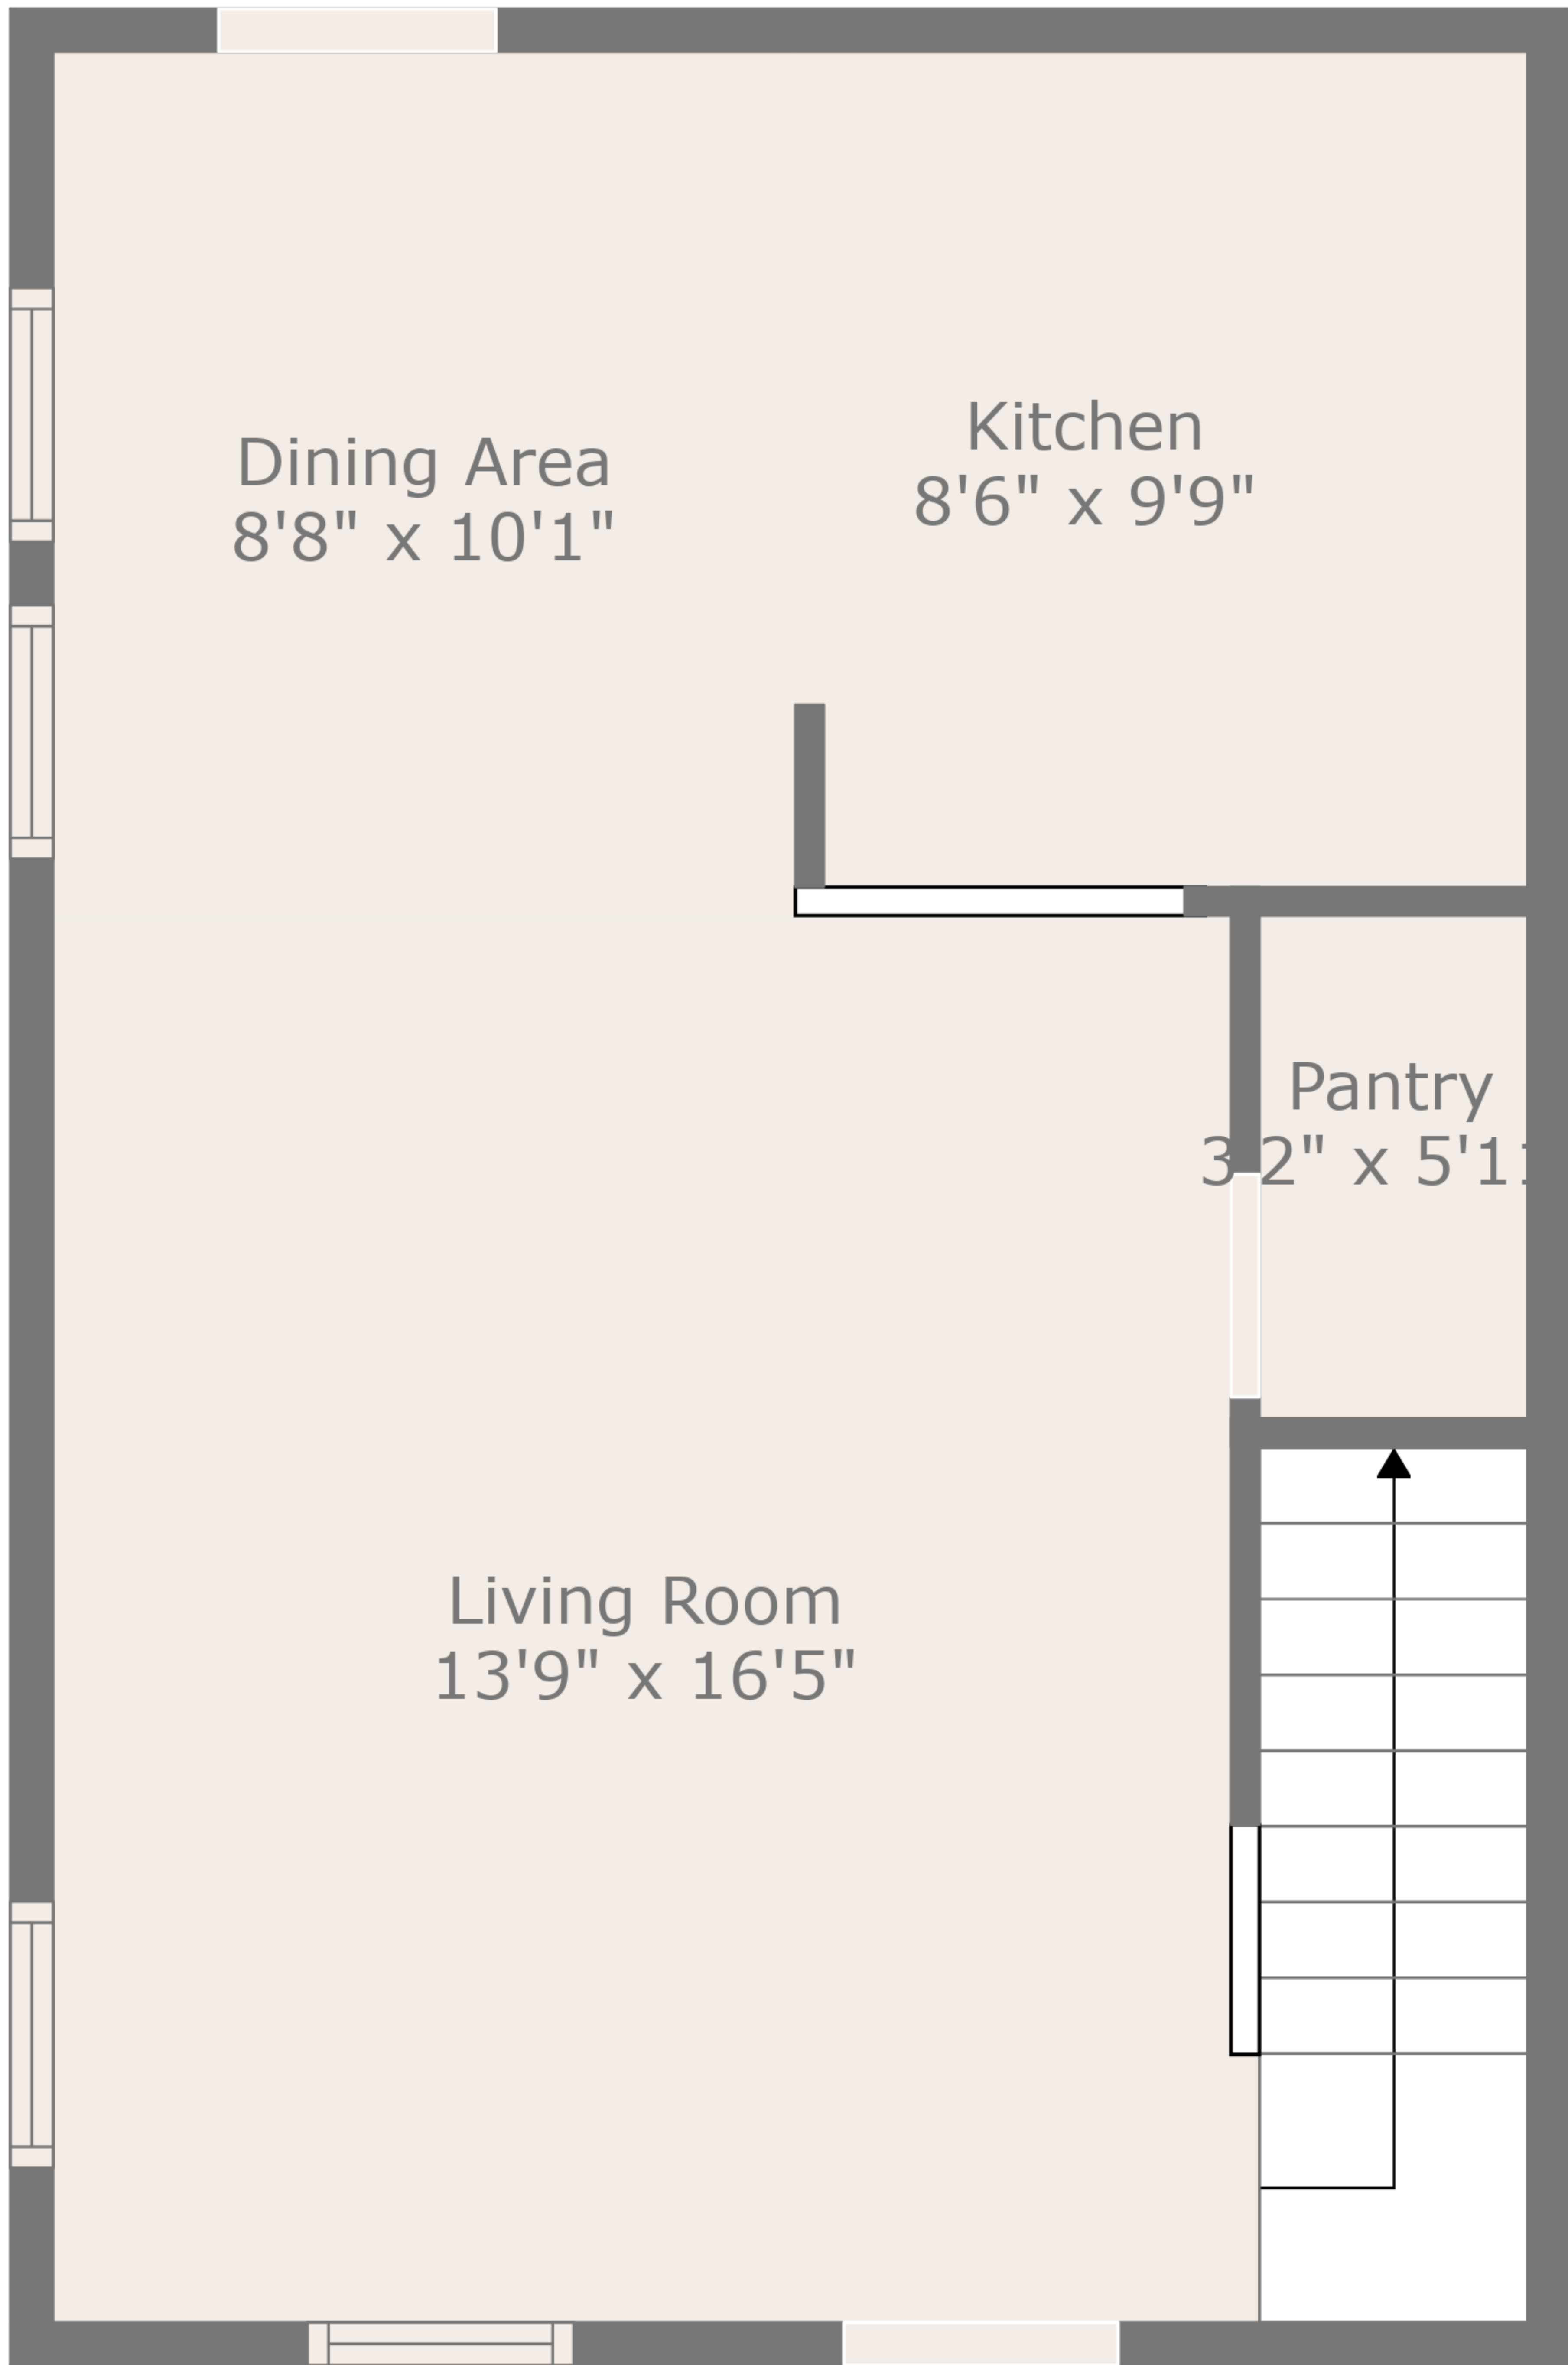 Kitchen
8'6" x 9'9"
Dining Area
8'8" x 10'1"
Pantry
Living Room
13'9" x 16'5"